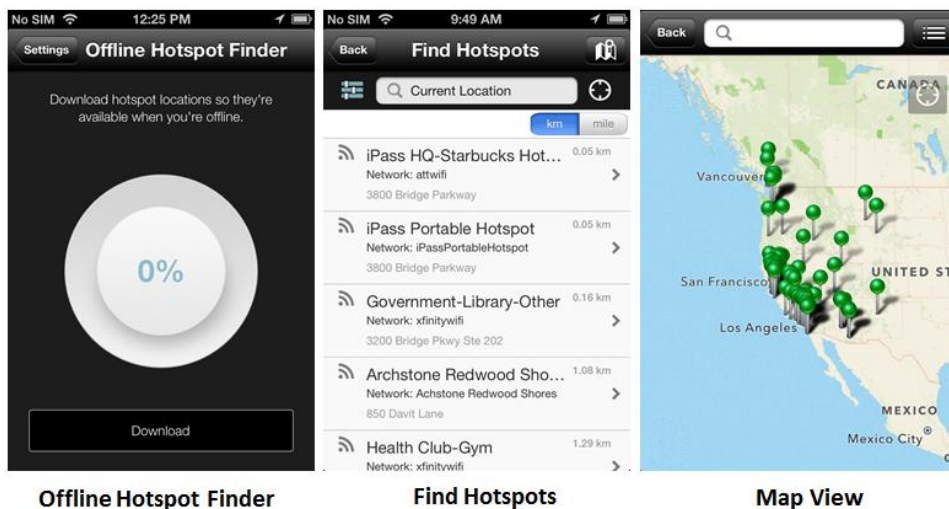 No SIM 12:25 PM
Settings Offline Hotspot Finder
Download hotspot locations so they're
available when you're offline.
0%
Download
Offline Hotspot Finder
No SIM 9:49 AM
Back Find Hotspots
Current Location
km mile
iPass HQ-Starbucks Hot... 0.05 km
Network: attwifi
3800 Bridge Parkway
iPass Portable Hotspot 0.05 km
Network: iPassPortableHotspot
3800 Bridge Parkway
Government-Library-Other 0.16 km
Network: xfinitywifi
3200 Bridge Pkwy Ste 202
Archstone Redwood Sho... 1.08 km
Network: Achstone Redwood Shores
850 Davit Lane
Health Club-Gym 1.29 km
Network: xfinitywifi
Find Hotspots
Back
CANADA
Vancouver
UNITED ST
San Francisco
Los Angeles
MEXICO
Mexico City
Map View